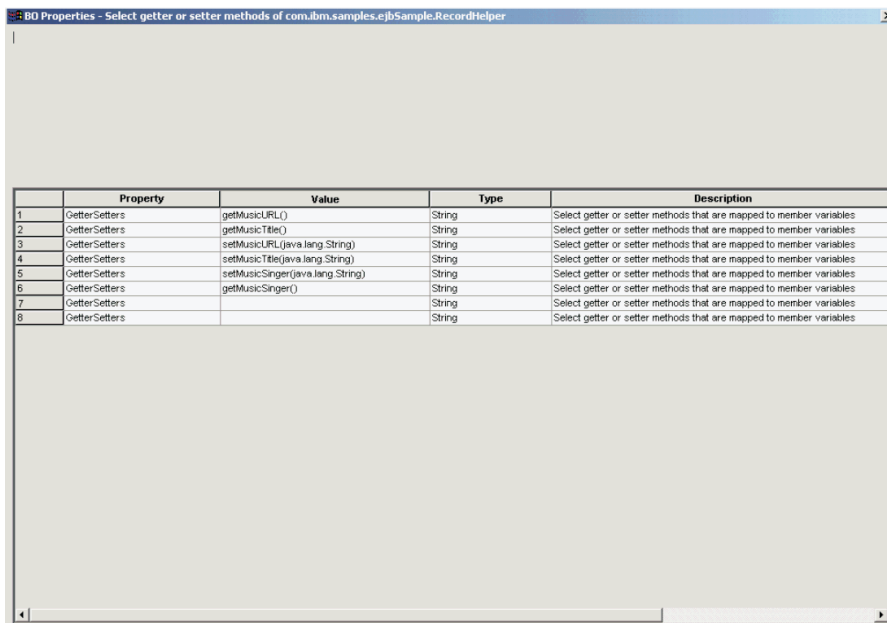 BO Properties - Select getter or setter methods of com.ibm.samples.ejbSample.RecordHelper
Property Value Type Description
1 GetterSetters getMusicURL() String Select getter or setter methods that are mapped to member variables
2 GetterSetters getMusicTitle() String Select getter or setter methods that are mapped to member variables
3 GetterSetters setMusicURL(java.lang.String) String Select getter or setter methods that are mapped to member variables
4 GetterSetters setMusicTitle(java.lang.String) String Select getter or setter methods that are mapped to member variables
5 GetterSetters setMusicSinger(java.lang.String) String Select getter or setter methods that are mapped to member variables
6 GetterSetters getMusicSinger() String Select getter or setter methods that are mapped to member variables
7 GetterSetters String Select getter or setter methods that are mapped to member variables
8 GetterSetters String Select getter or setter methods that are mapped to member variables